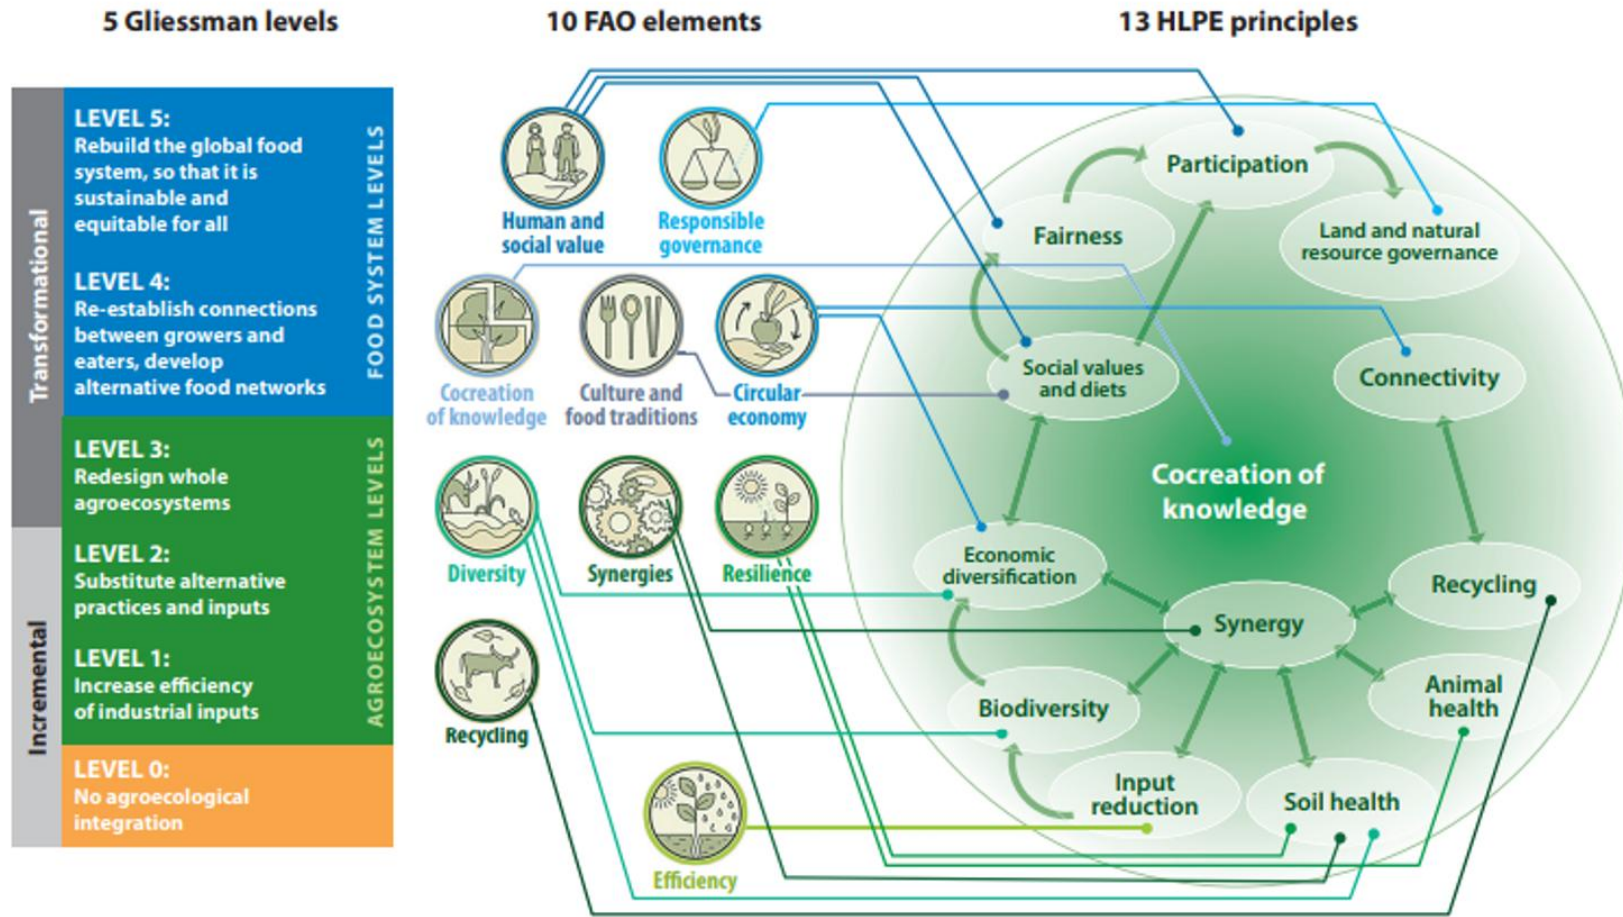 5 Gliessman levels
10 FAO elements
13 HLPE principles
Transformational
Incremental
LEVEL 5:
Rebuild the global food
system, so that it is
sustainable and
equitable for all
LEVEL 4:
Re-establish connections
between growers and
eaters, develop
alternative food networks
FOOD SYSTEM LEVELS
LEVEL 3:
Redesign whole
agroecosystems
LEVEL 2:
Substitute alternative
practices and inputs
LEVEL 1:
Increase efficiency
of industrial inputs
AGROECOSYSTEM LEVELS
LEVEL 0:
No agroecological
integration
Human and
social value
Responsible
governance
Cocreation
of knowledge
Culture and
food traditions
Circular
economy
Diversity
Synergies
Resilience
Recycling
Efficiency
Participation
Fairness
Land and natural
resource governance
Social values
and diets
Connectivity
Cocreation of
knowledge
Economic
diversification
Recycling
Synergy
Biodiversity
Animal
health
Input
reduction
Soil health